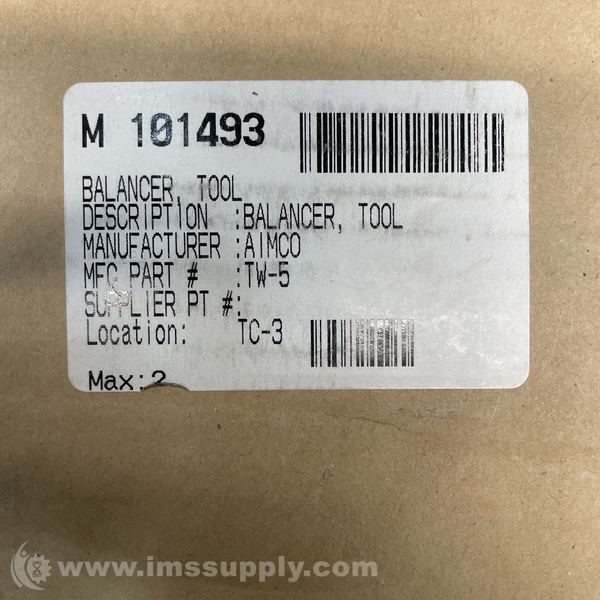 M 101493
BALANCER, TOOL
DESCRIPTION :BALANCER, TOOL
MANUFACTURER :AIMCO
MFG PART # :TW-5
SUPPLIER PT #:
Location: TC-3
Max:2
www.imssupply.com